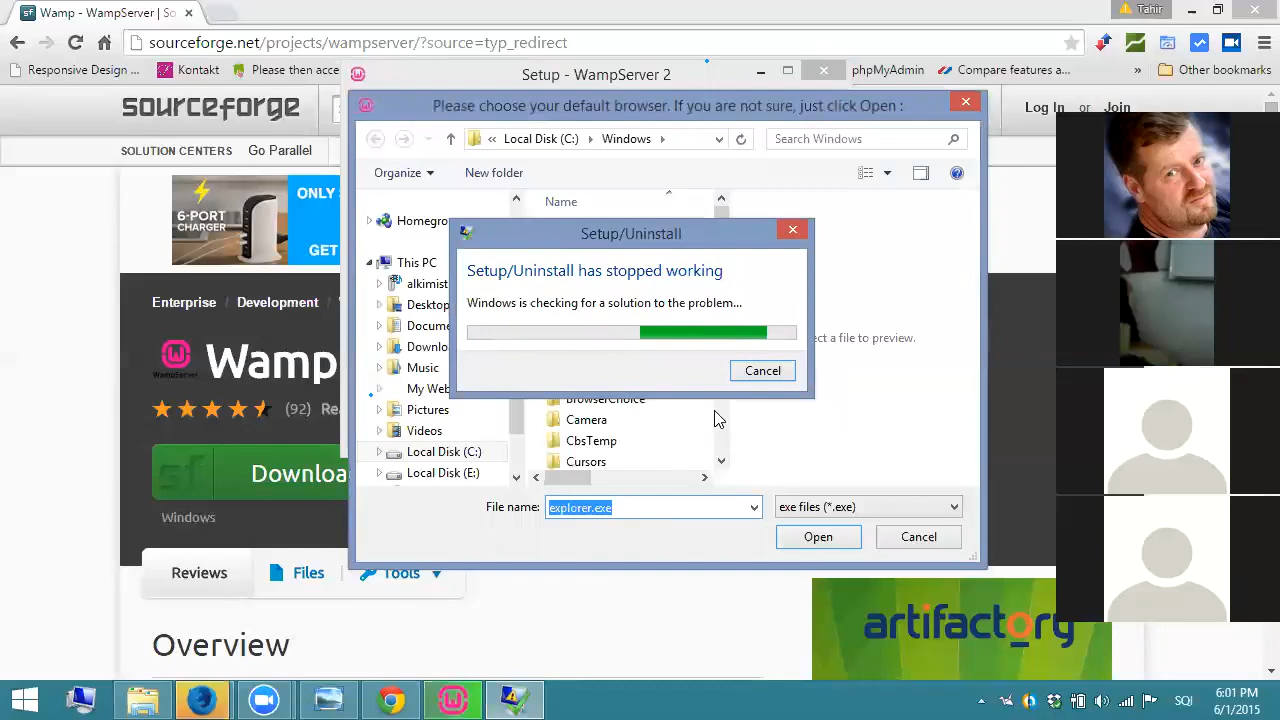 Wamp - WampServer | So
Tahir
sourceforge.net/projects/wampserver/?source=typ_redirect
Responsive Design ...
Kontakt
Please then acce
Setup - WampServer 2
phpMyAdmin
Compare features a...
»
Other bookmarks
sourceforge
Log In or Join
SOLUTION CENTERS Go Parallel
Please choose your default browser. If you are not sure, just click Open :
« Local Disk (C:) Windows
Search Windows
Organize
New folder
Name
6-PORT
CHARGER
ONLY
GET
Homegro
This PC
alkimist
Desktop
Docume
Downlo
Music
My Web
Pictures
Videos
Local Disk (C:)
Local Disk (E:)
Setup/Uninstall
Setup/Uninstall has stopped working
Windows is checking for a solution to the problem...
Cancel
ct a file to preview.
BrowserChoice
Camera
CbsTemp
Cursors
File name: explorer.exe
exe files (*.exe)
Open
Cancel
Enterprise Development
Wamp
WampServer
(92)
sf Downloa
Windows
Reviews
Files
Tools
Overview
artifactory
SQI
6:01 PM
6/1/2015